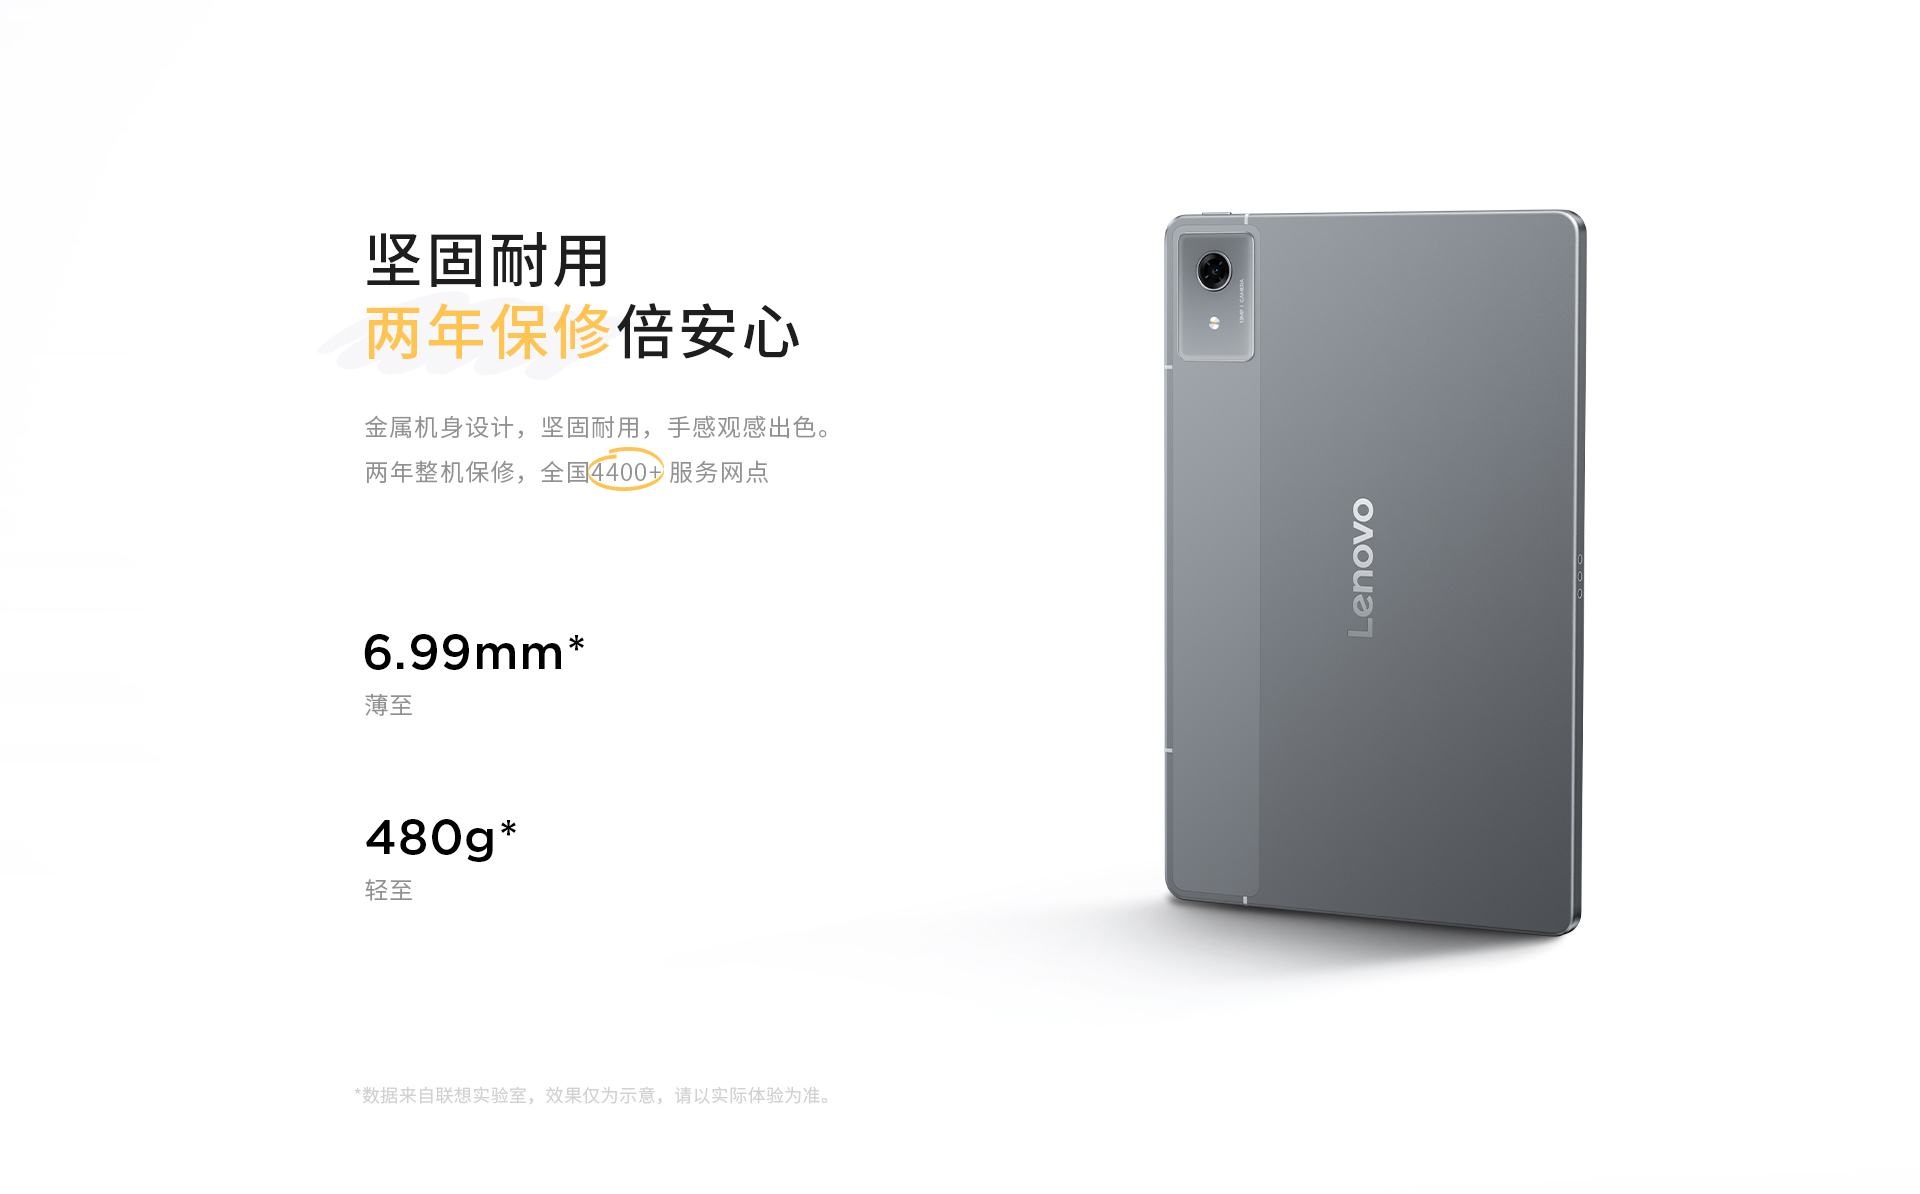 坚固耐用
两年保修倍安心
金属机身设计，坚固耐用，手感观感出色。
两年整机保修，全国4400+ 服务网点
6.99mm*
薄至
480g*
轻至
*数据来自联想实验室，效果仅为示意，请以实际体验为准。
13MP | CAMERA
Lenovo